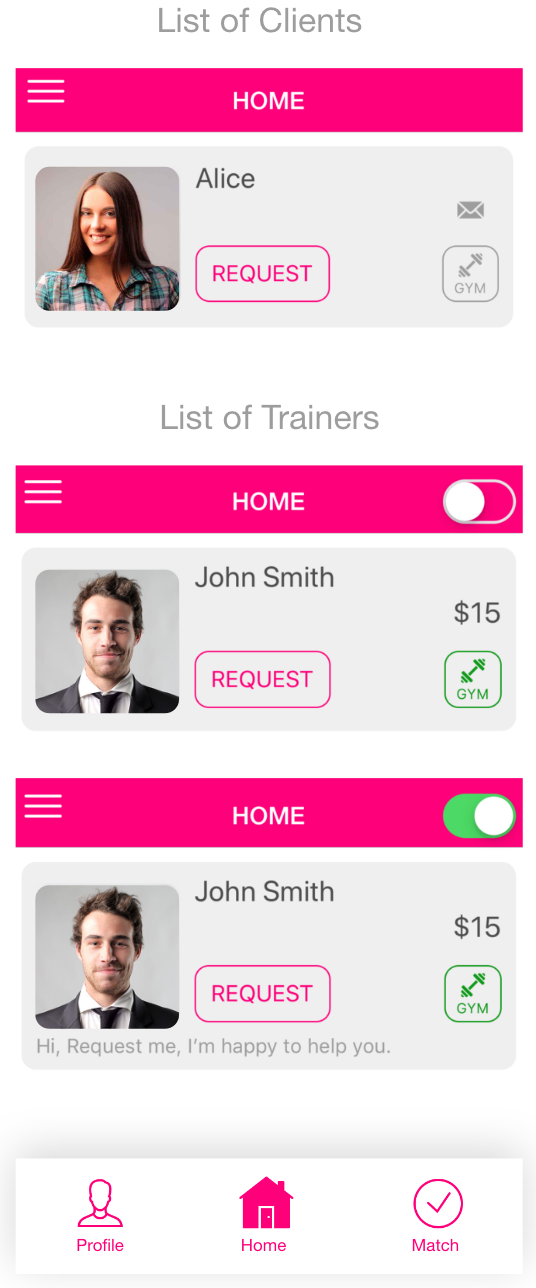 List of Clients
HOME
Alice
REQUEST
GYM
List of Trainers
HOME
John Smith
$15
REQUEST
GYM
HOME
John Smith
$15
REQUEST
GYM
Hi, Request me, I'm happy to help you.
Profile Home Match